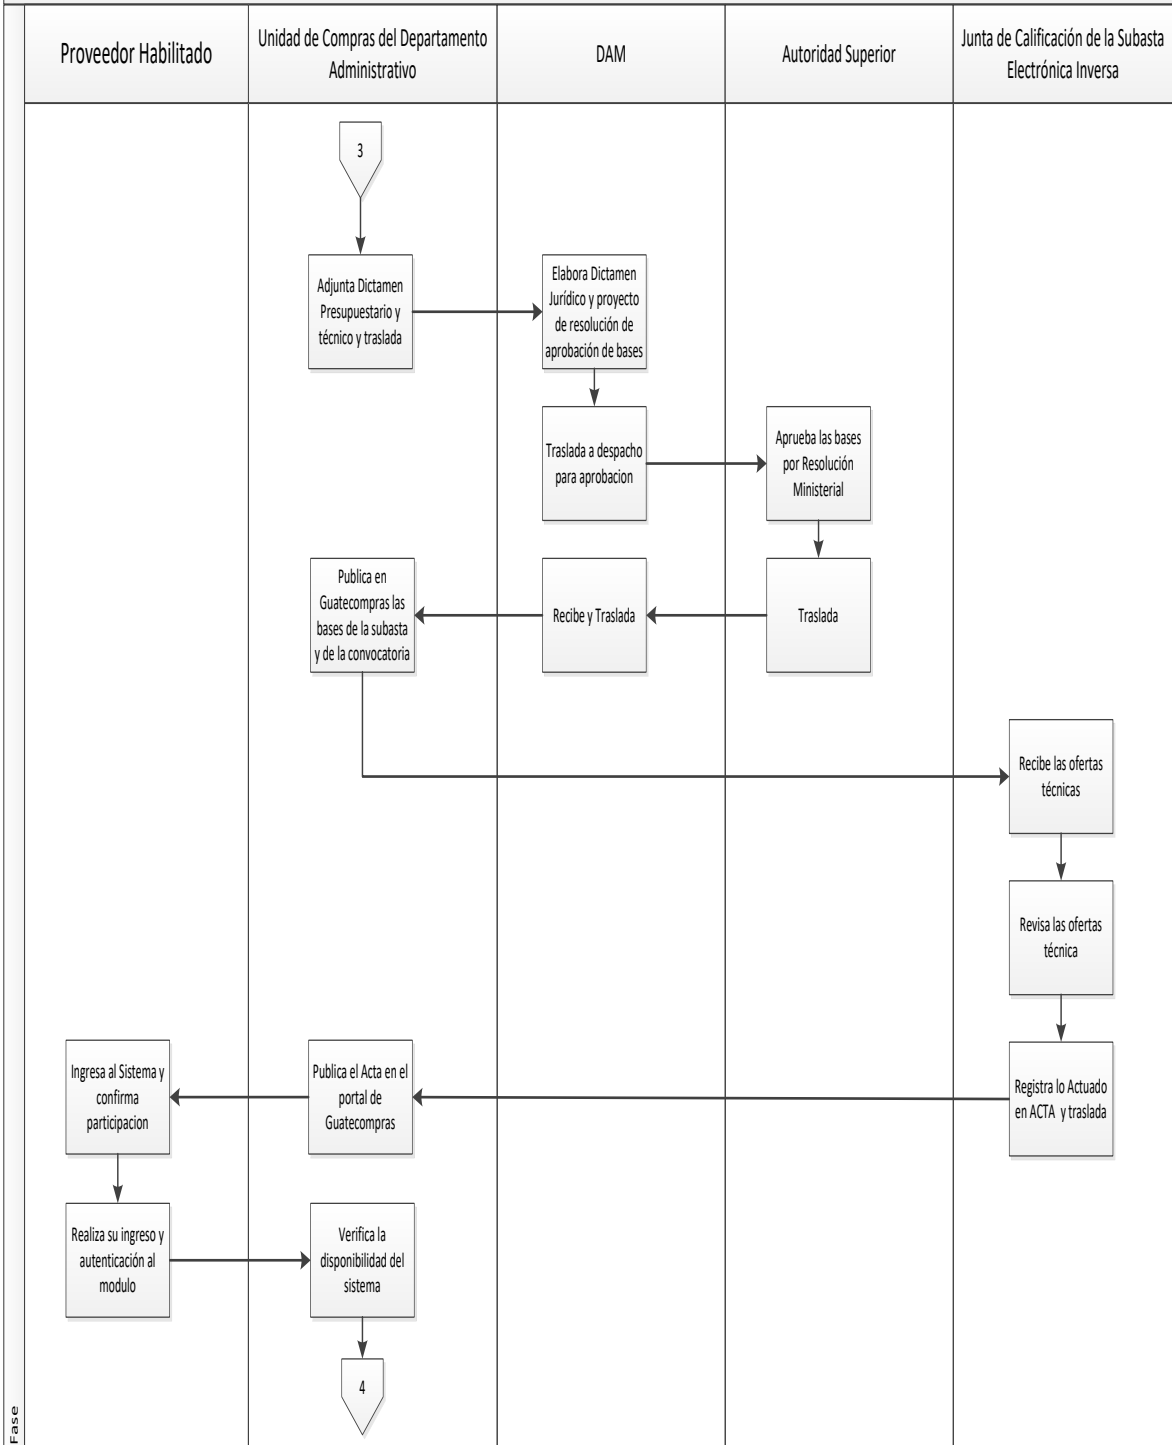 Proveedor Habilitado
Unidad de Compras del Departamento
Administrativo
DAM
Autoridad Superior
Junta de Calificación de la Subasta
Electrónica Inversa
3
Adjunta Dictamen
Presupuestario y
técnico y traslada
Elabora Dictamen
Jurídico y proyecto
de resolución de
aprobación de bases
Traslada a despacho
para aprobacion
Aprueba las bases
por Resolución
Ministerial
Publica en
Guatecompras las
bases de la subasta
y de la convocatoria
Recibe y Traslada
Traslada
Recibe las ofertas
técnicas
Revisa las ofertas
técnica
Ingresa al Sistema y
confirma
participacion
Publica el Acta en el
portal de
Guatecompras
Registra lo Actuado
en ACTA y traslada
Realiza su ingreso y
autenticación al
modulo
Verifica la
disponibilidad del
sistema
4
Fase